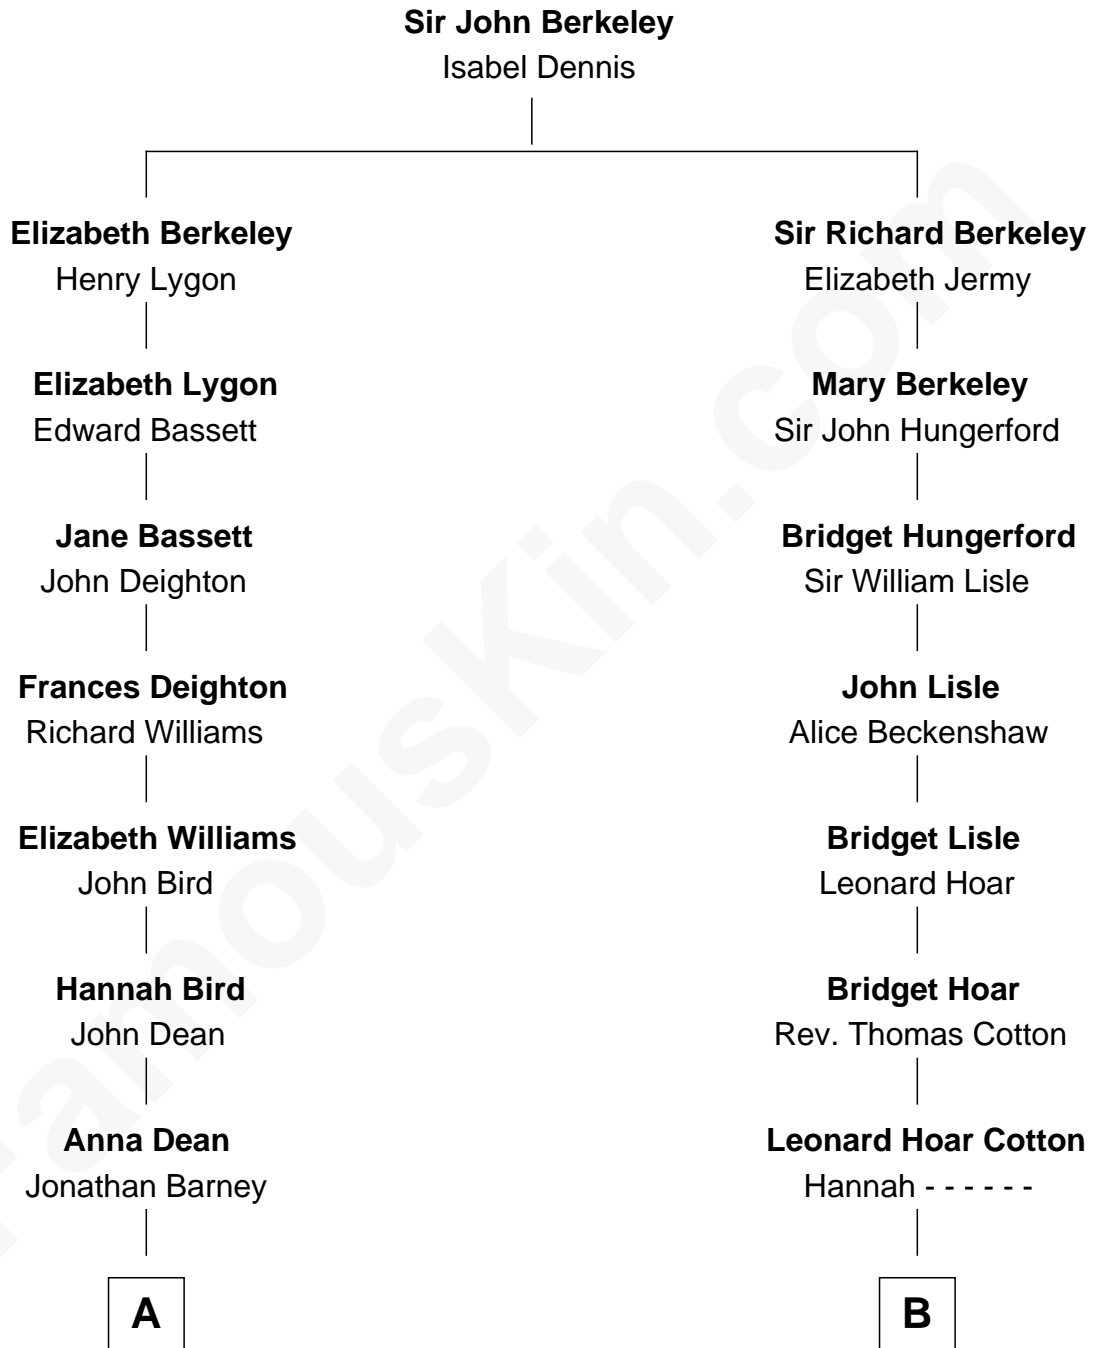 Sir John Berkeley
Isabel Dennis
Elizabeth Berkeley
Henry Lygon
Sir Richard Berkeley
Elizabeth Jermy
Elizabeth Lygon
Edward Bassett
Mary Berkeley
Sir John Hungerford
Jane Bassett
John Deighton
Bridget Hungerford
Sir William Lisle
Frances Deighton
Richard Williams
John Lisle
Alice Beckenshaw
Elizabeth Williams
John Bird
Bridget Lisle
Leonard Hoar
Hannah Bird
John Dean
Bridget Hoar
Rev. Thomas Cotton
Anna Dean
Jonathan Barney
Leonard Hoar Cotton
Hannah - - - - - -
A
B
FamousKin.com